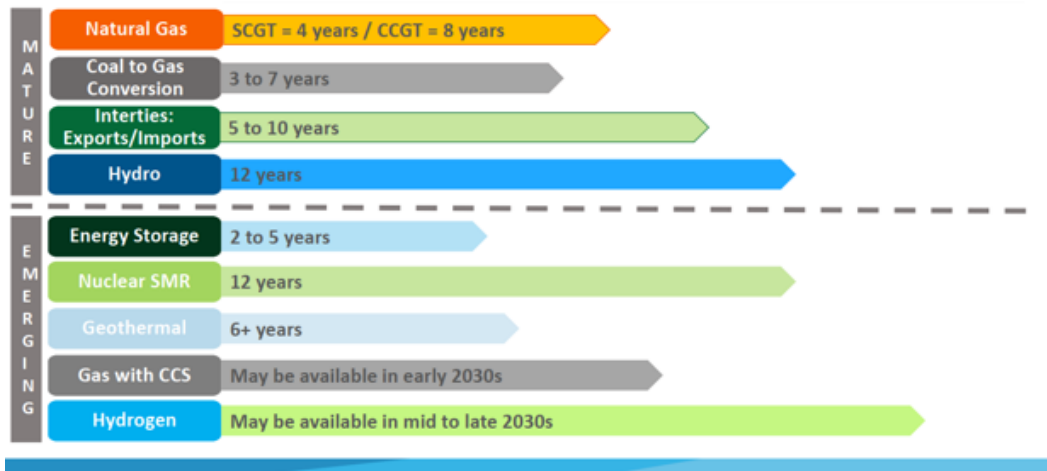 MATURE
Natural Gas
SCGT = 4 years / CCGT = 8 years
Coal to Gas
Conversion
3 to 7 years
Interties:
Exports/Imports
5 to 10 years
Hydro
12 years
EMERGING
Energy Storage
2 to 5 years
Nuclear SMR
12 years
Geothermal
6+ years
Gas with CCS
May be available in early 2030s
Hydrogen
May be available in mid to late 2030s